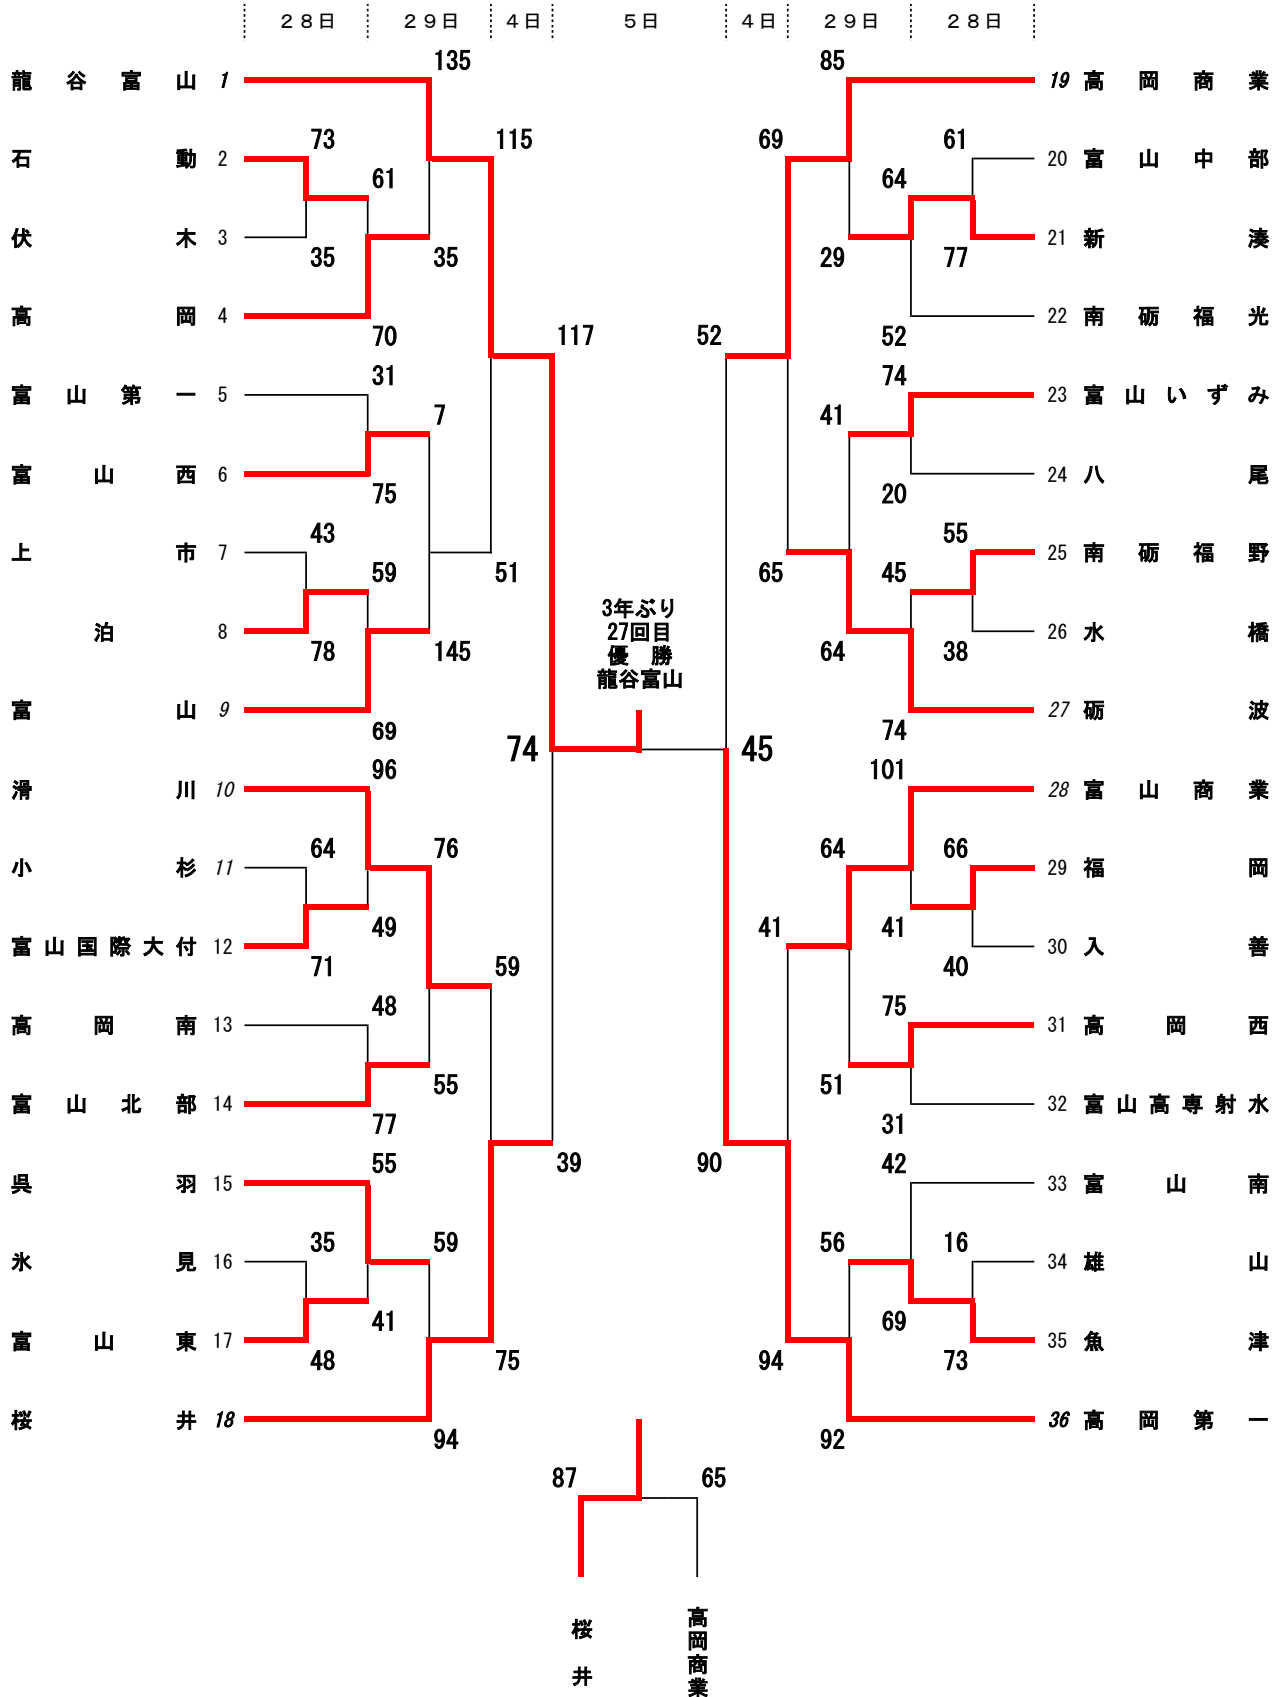 ２８日 ２９日 ４日 ５日 ４日 ２９日 ２８日
135 85
龍谷富山 1 19 高岡商業
73 115 69 61
石動 2 20 富山中部
61 64
伏木 3 21 新湊
35 35 29 77
高岡 4 22 南砺福光
70 117 52 52
31 74
富山第一 5 23 富山いずみ
7 41
富山西 6 24 八尾
75 20
43 55
上市 7 25 南砺福野
59 51 65 45
3年ぶり
27回目
優勝
龍谷富山
泊 8 26 水橋
78 145 64 38
富山 9 27 砺波
69 74 45 74
96 101
滑川 10 28 富山商業
64 76 64 66
小杉 11 29 福岡
49 41 41
富山国際大付 12 30 入善
71 59 40
48 75
高岡南 13 31 高岡西
55 51
富山北部 14 32 富山高専射水
77 31
55 39 90 42
呉羽 15 33 富山南
35 59 56 16
氷見 16 34 雄山
41 69
富山東 17 35 魚津
48 75 94 73
桜井 18 36 高岡第一
94 92
87 65
桜井 高岡商業